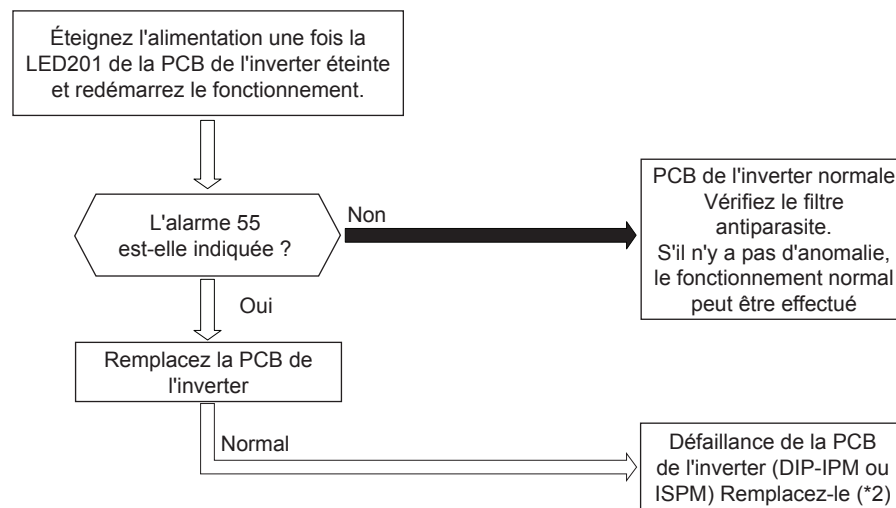 Éteignez l'alimentation une fois la
LED201 de la PCB de l'inverter éteinte
et redémarrez le fonctionnement.
L'alarme 55
est-elle indiquée ?
Non
PCB de l'inverter normale
Vérifiez le filtre
antiparasite.
S'il n'y a pas d'anomalie,
le fonctionnement normal
peut être effectué
Oui
Remplacez la PCB de
l'inverter
Normal
Défaillance de la PCB
de l'inverter (DIP-IPM ou
ISPM) Remplacez-le (*2)